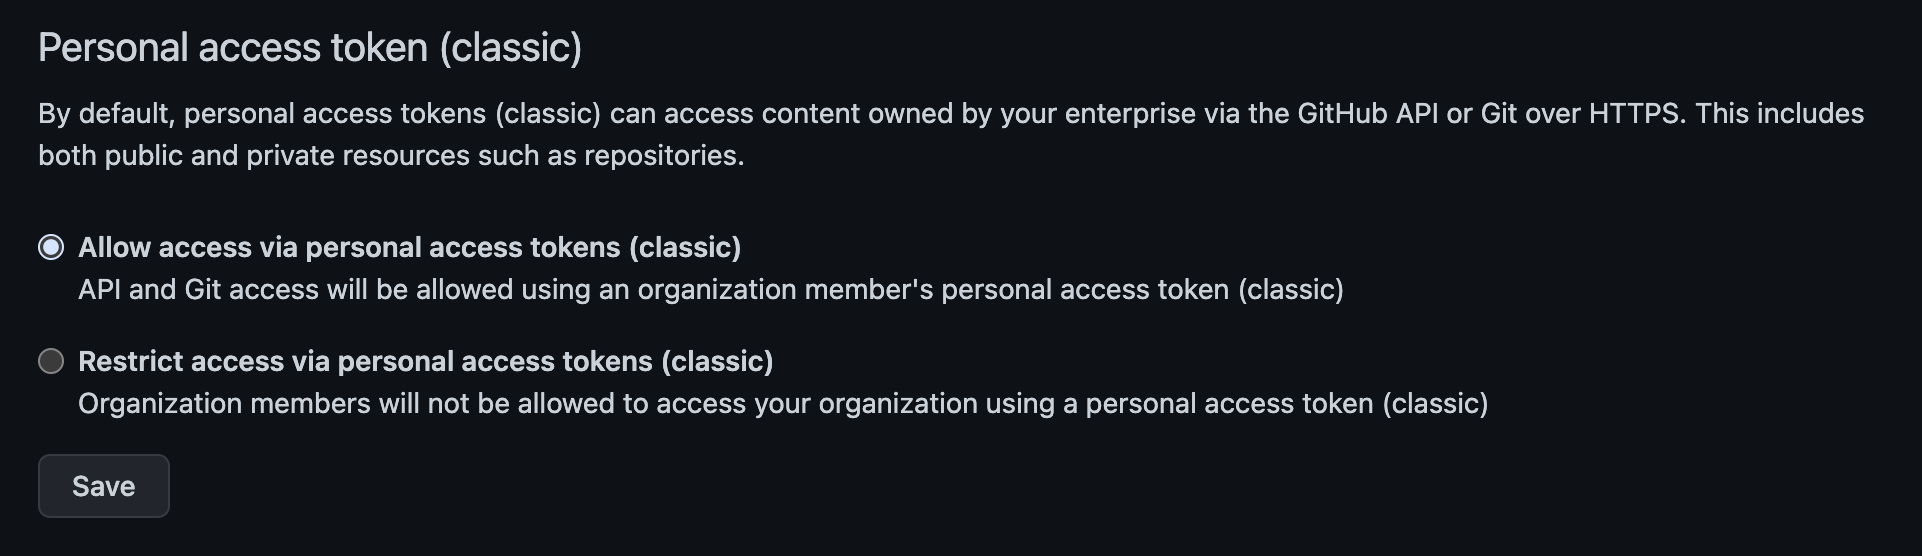 Personal access token (classic)
By default, personal access tokens (classic) can access content owned by your enterprise via the GitHub API or Git over HTTPS. This includes
both public and private resources such as repositories.
Allow access via personal access tokens (classic)
API and Git access will be allowed using an organization member's personal access token (classic)
Restrict access via personal access tokens (classic)
Organization members will not be allowed to access your organization using a personal access token (classic)
Save